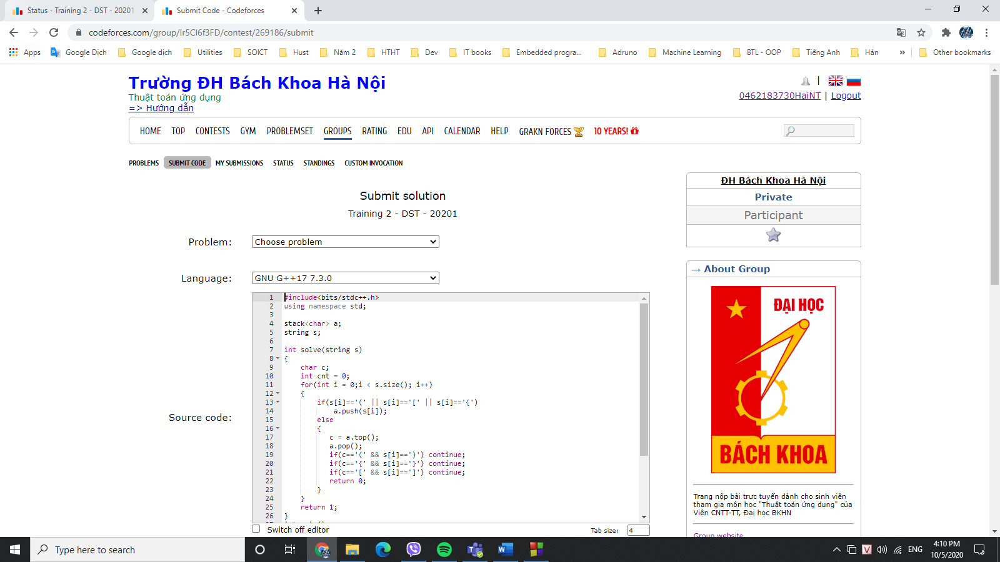 Status - Training 2 - DST - 20201
Submit Code - Codeforces
codeforces.com/group/Ir5CI6f3FD/contest/269186/submit
Apps
Google Dịch
Google dịch
Utilities
SOICT
Hust
Năm 2
HTHT
Dev
IT books
Embedded progra...
Adruno
Machine Learning
BTL - OOP
Tiếng Anh
Hán
»
Other bookmarks
Trường ĐH Bách Khoa Hà Nội
Thuật toán ứng dụng
=> Hướng dẫn
|
0462183730HaiNT | Logout
HOME TOP CONTESTS GYM PROBLEMSET GROUPS RATING EDU API CALENDAR HELP GRAKN FORCES 10 YEARS!
PROBLEMS SUBMIT CODE MY SUBMISSIONS STATUS STANDINGS CUSTOM INVOCATION
Submit solution
Training 2 - DST - 20201
Problem: Choose problem
Language: GNU G++17 7.3.0
Source code:
1 #include<bits/stdc++.h>
2 using namespace std;
3
4 stack<char> a;
5 string s;
6
7 int solve(string s)
8 {
9 char c;
10 int cnt = 0;
11 for(int i = 0;i < s.size(); i++)
12 {
13 if(s[i]=='(' || s[i]=='[' || s[i]=='{')
14 a.push(s[i]);
15 else
16 {
17 c = a.top();
18 a.pop();
19 if(c=='(' && s[i]==')') continue;
20 if(c=='{' && s[i]=='}') continue;
21 if(c=='[' && s[i]==']') continue;
22 return 0;
23 }
24 }
25 return 1;
26 }
Switch off editor
Tab size: 4
ĐH Bách Khoa Hà Nội
Private
Participant
→ About Group
ĐẠI HỌC
BÁCH KHOA
Trang nộp bài trực tuyến dành cho sinh viên
tham gia môn học "Thuật toán ứng dụng" của
Viện CNTT-TT, Đại học BKHN
Group website
Type here to search
ENG
4:10 PM
10/5/2020